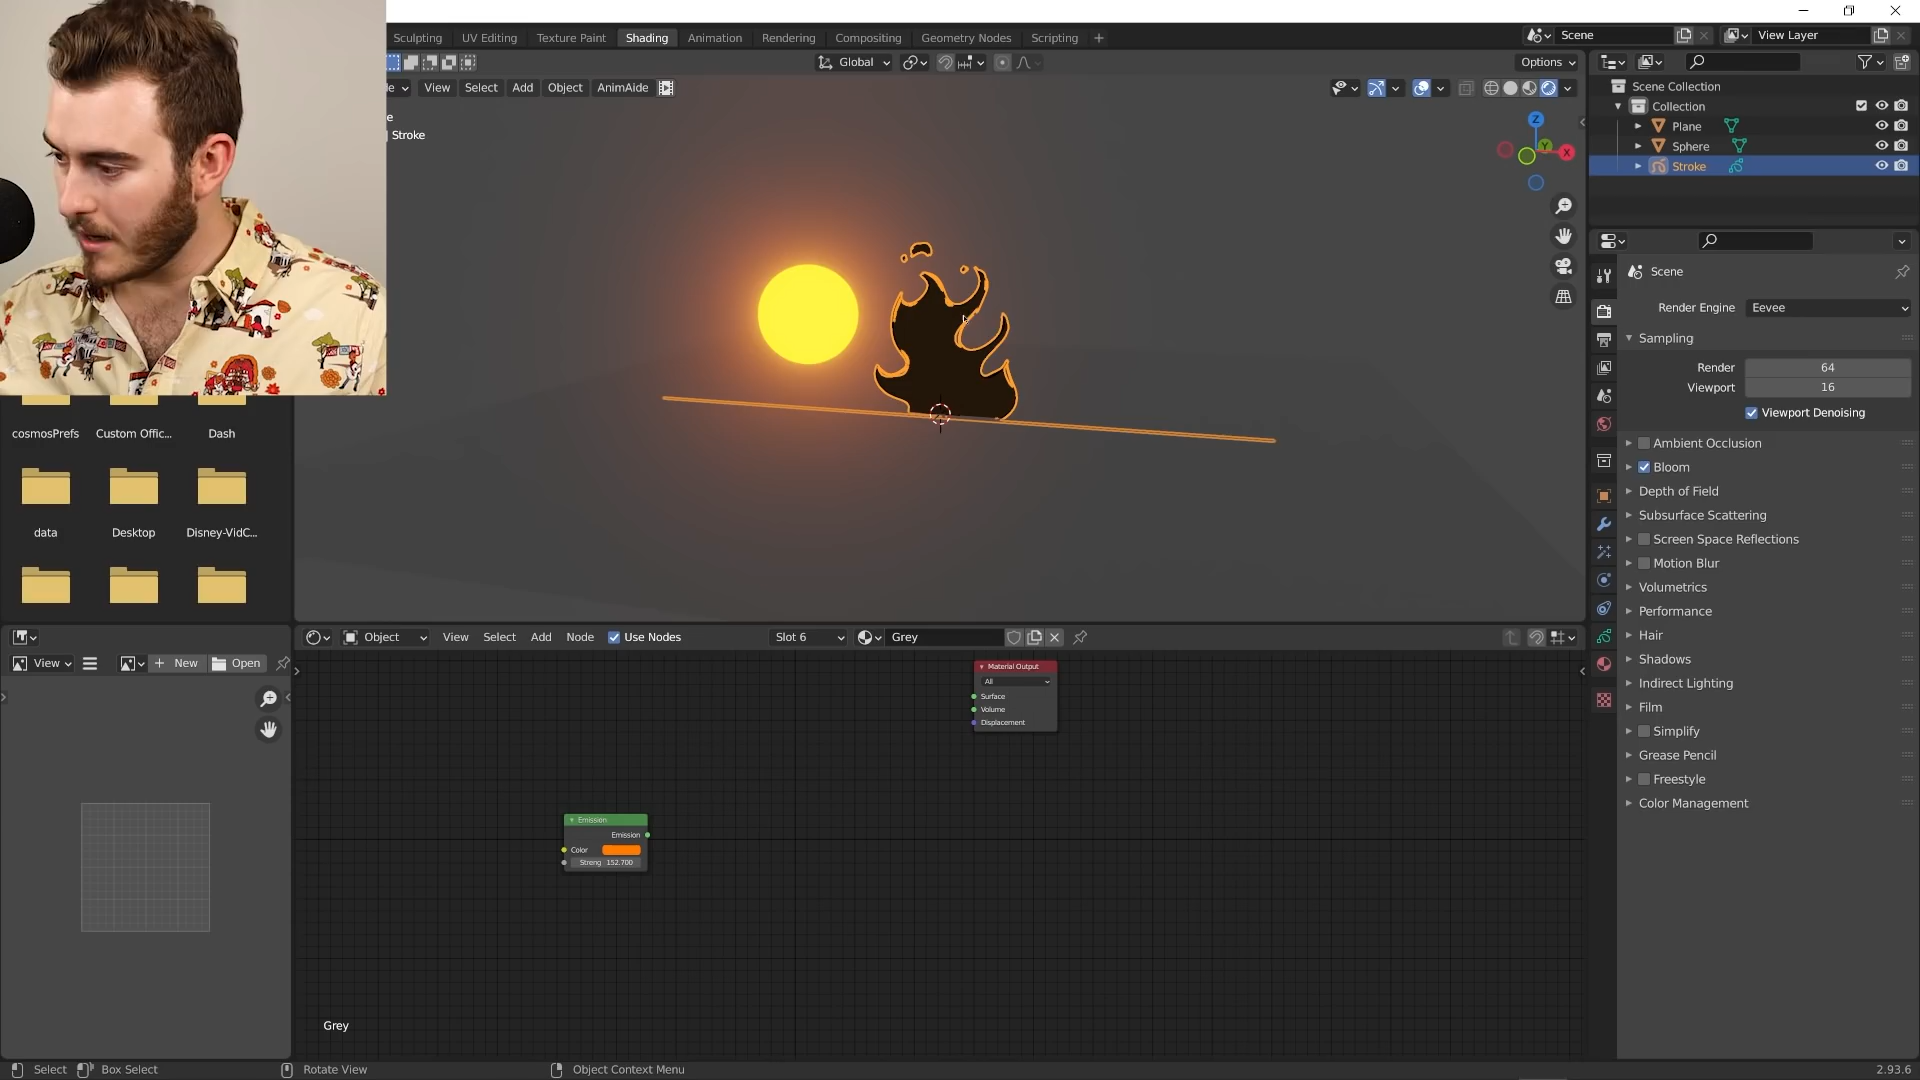 Sculpting UV Editing Texture Paint Shading Animation Rendering Compositing Geometry Nodes Scripting + Scene View Layer
Global Options
View Select Add Object AnimAide
Stroke
Z
Y
X
Scene Collection
Collection
Plane
Sphere
Stroke
Scene
Render Engine Eevee
Sampling
Render 64
Viewport 16
Viewport Denoising
Ambient Occlusion
Bloom
Depth of Field
Subsurface Scattering
Screen Space Reflections
Motion Blur
Volumetrics
Performance
Hair
Shadows
Indirect Lighting
Film
Simplify
Grease Pencil
Freestyle
Color Management
cosmosPrefs Custom Offic... Dash
data Desktop Disney-VidC...
Object View Select Add Node Use Nodes Slot 6 Grey
View New Open
Material Output
All
Surface
Volume
Displacement
Emission
Emission
Color
Streng 152.700
Grey
Select Box Select Rotate View Object Context Menu 2.93.6